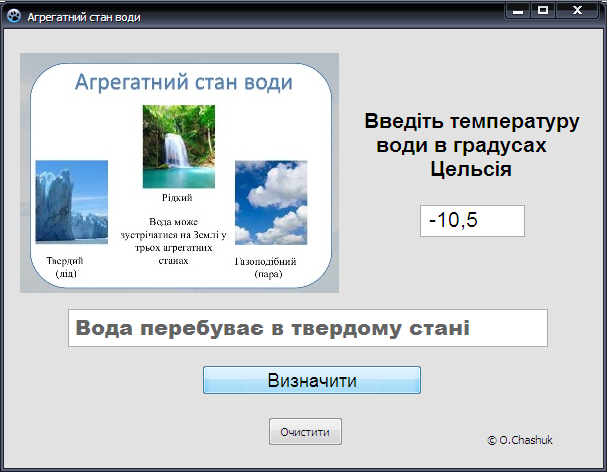 Агрегатний стан води
Агрегатний стан води
Рідкий
Вода може
зустрічатися на Землі у
трьох агрегатних
станах
Твердий
(лід)
Газоподібний
(пара)
Введіть температуру
води в градусах
Цельсія
-10,5
Вода перебуває в твердому стані
Визначити
Очистити
© O.Chashuk